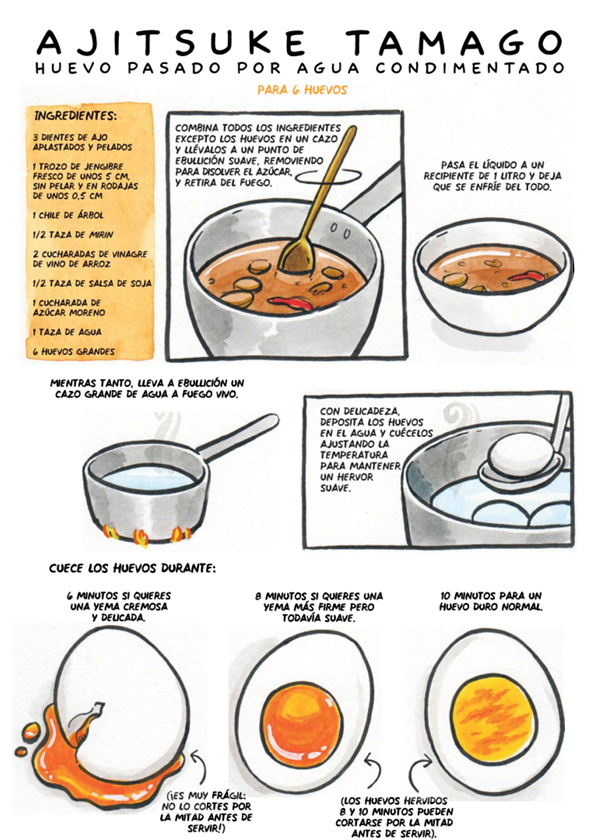 AJITSUKE TAMAGO
HUEVO PASADO POR AGUA CONDIMENTADO
PARA 6 HUEVOS
INGREDIENTES:
3 DIENTES DE AJO
APLASTADOS Y PELADOS
1 TROZO DE JENGIBRE
FRESCO DE UNOS 5 CM,
SIN PELAR Y EN RODAJAS
DE UNOS 0,5 CM
1 CHILE DE ÁRBOL
1/2 TAZA DE MIRIN
2 CUCHARADAS DE VINAGRE
DE VINO DE ARROZ
1/2 TAZA DE SALSA DE SOJA
1 CUCHARADA DE
AZÚCAR MORENO
1 TAZA DE AGUA
6 HUEVOS GRANDES
COMBINA TODOS LOS INGREDIENTES
EXCEPTO LOS HUEVOS EN UN CAZO
Y LLÉVALOS A UN PUNTO DE
EBULLICIÓN SUAVE, REMOVIENDO
PARA DISOLVER EL AZÚCAR,
Y RETIRA DEL FUEGO.
PASA EL LÍQUIDO A UN
RECIPIENTE DE 1 LITRO Y DEJA
QUE SE ENFRÍE DEL TODO.
MIENTRAS TANTO, LLEVA A EBULLICIÓN UN
CAZO GRANDE DE AGUA A FUEGO VIVO.
CON DELICADEZA,
DEPOSITA LOS HUEVOS
EN EL AGUA Y CUÉCELOS
AJUSTANDO LA
TEMPERATURA
PARA MANTENER
UN HERVOR
SUAVE.
CUECE LOS HUEVOS DURANTE:
6 MINUTOS SI QUIERES
UNA YEMA CREMOSA
Y DELICADA.
8 MINUTOS SI QUIERES UNA
YEMA MÁS FIRME PERO
TODAVÍA SUAVE.
10 MINUTOS PARA UN
HUEVO DURO NORMAL.
(¡ES MUY FRÁGIL:
NO LO CORTES POR
LA MITAD ANTES DE
SERVIR!)
(LOS HUEVOS HERVIDOS
8 Y 10 MINUTOS PUEDEN
CORTARSE POR LA MITAD
ANTES DE SERVIR).